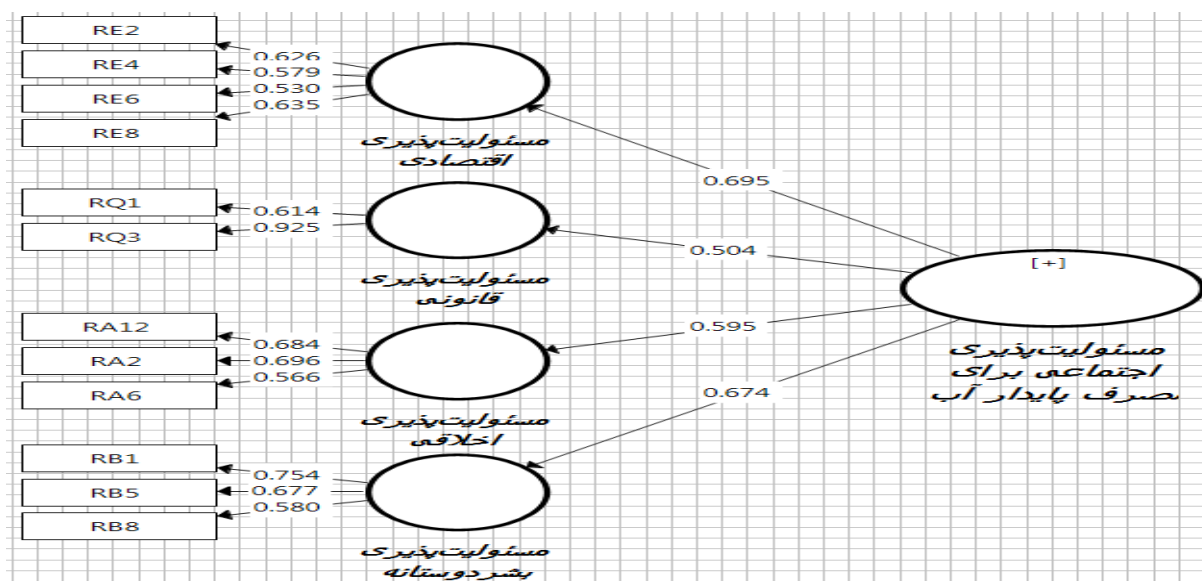 RE2
RE4
RE6
RE8
0.626
0.579
0.530
0.635
مسئولیت‌پذیری
اقتصادی
RQ1
RQ3
0.614
0.925
مسئولیت‌پذیری
قانونی
RA12
RA2
RA6
0.684
0.696
0.566
مسئولیت‌پذیری
اخلاقی
RB1
RB5
RB8
0.754
0.677
0.580
مسئولیت‌پذیری
بشردوستانه
0.695
0.504
0.595
0.674
[+]
مسئولیت‌پذیری
اجتماعی برای
مصرف پایدار آب